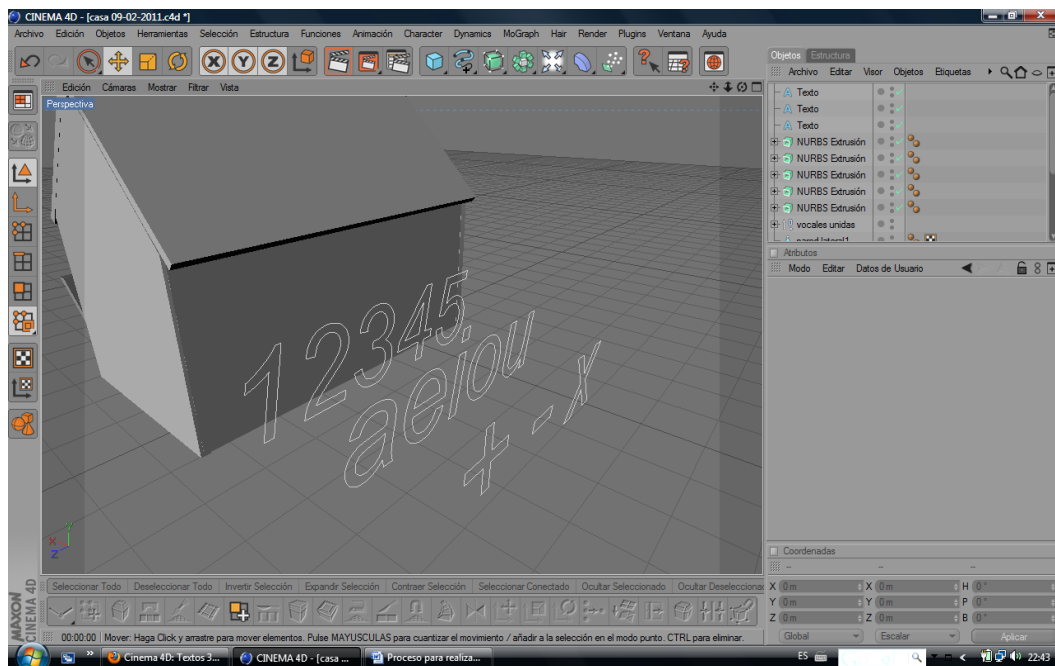 CINEMA 4D - [casa 09-02-2011.c4d *]
Archivo Edición Objetos Herramientas Selección Estructura Funciones Animación Character Dynamics MoGraph Hair Render Plugins Ventana Ayuda
Objetos Estructura
Archivo Editar Visor Objetos Etiquetas
Edición Cámaras Mostrar Filtrar Vista
Perspectiva
Texto
Texto
Texto
NURBS Extrusión
NURBS Extrusión
NURBS Extrusión
NURBS Extrusión
NURBS Extrusión
vocales unidas
pared lateral1
Atributos
Modo Editar Datos de Usuario
12345.
aeiou
+ - x
Y
X
Z
Coordenadas
-- -- --
Seleccionar Todo Deseleccionar Todo Invertir Selección Expandir Selección Contraer Selección Seleccionar Conectado Ocultar Seleccionado Ocultar Deselecciona
X 0 m X 0 m H 0 °
Y 0 m Y 0 m P 0 °
Z 0 m Z 0 m B 0 °
Global Escalar Aplicar
MAXON
CINEMA 4D
00:00:00 Mover: Haga Click y arrastre para mover elementos. Pulse MAYUSCULAS para cuantizar el movimiento / añadir a la selección en el modo punto. CTRL para eliminar.
Cinema 4D: Textos 3... CINEMA 4D - [casa ... Proceso para realiza... ES 22:43